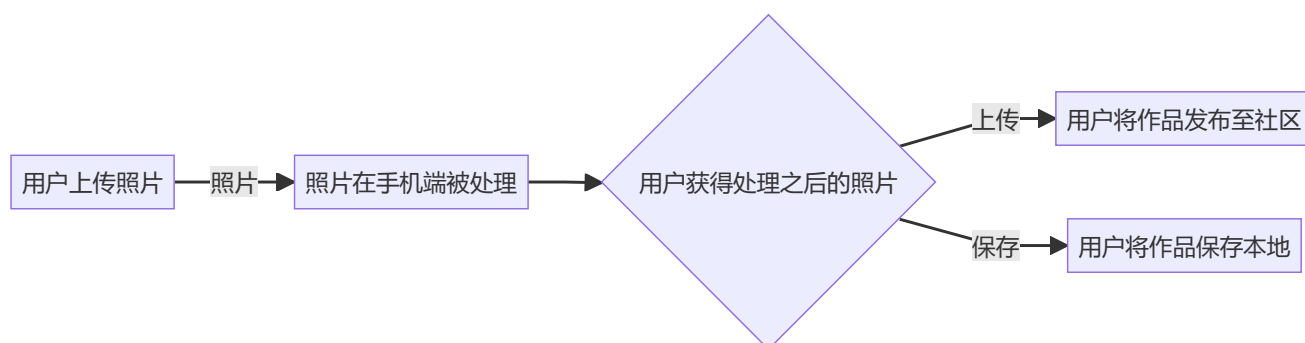 用户上传照片
照片
照片在手机端被处理
用户获得处理之后的照片
上传
用户将作品发布至社区
保存
用户将作品保存本地